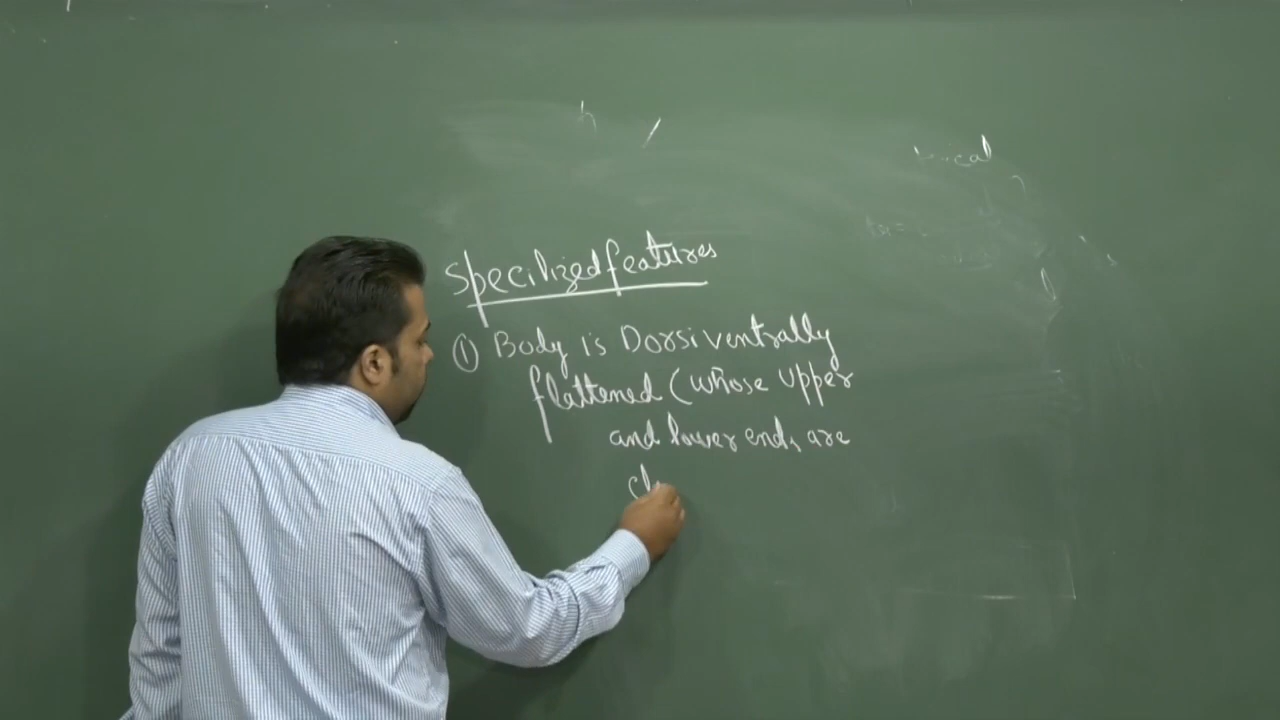 Specilized features
① Body is Dorsiventrally
flattened (whose upper
and lower ends are